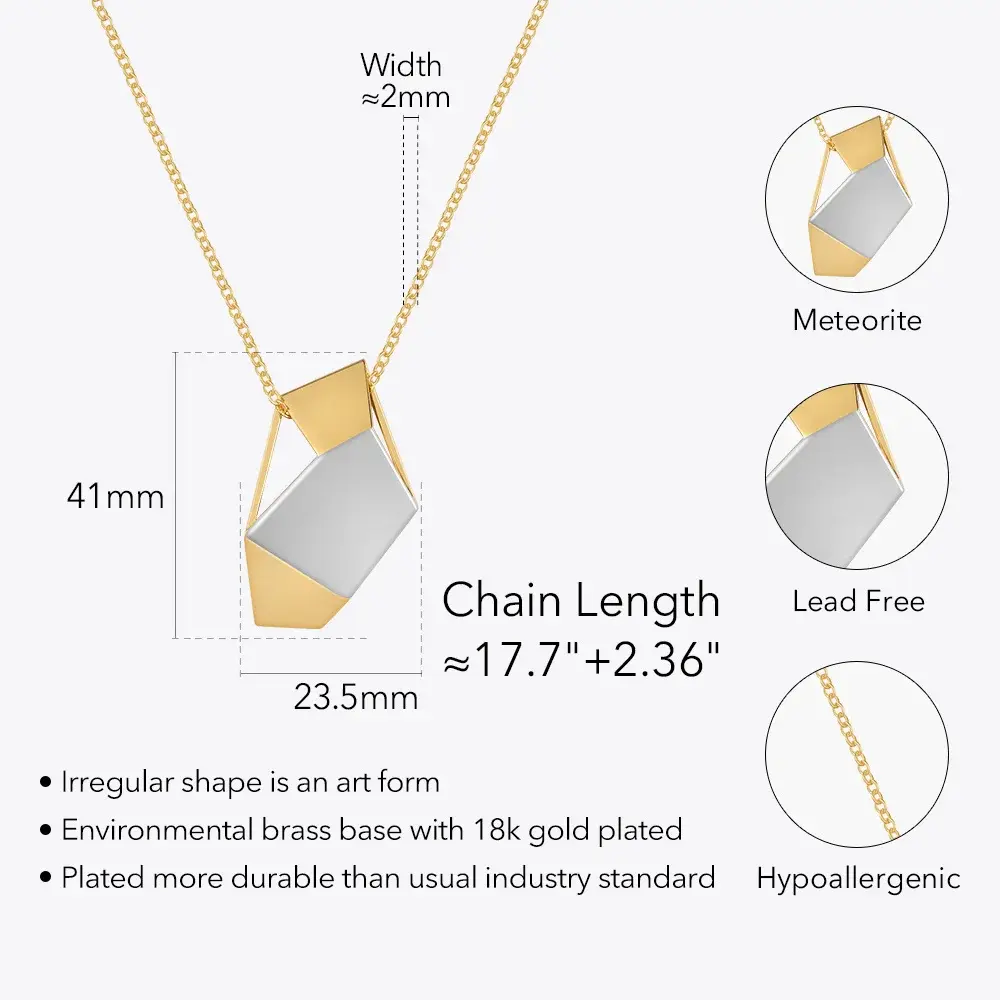 Width
≈2mm
Meteorite
41mm
Lead Free
Chain Length
≈17.7"+2.36"
23.5mm
• Irregular shape is an art form
• Environmental brass base with 18k gold plated
• Plated more durable than usual industry standard
Hypoallergenic